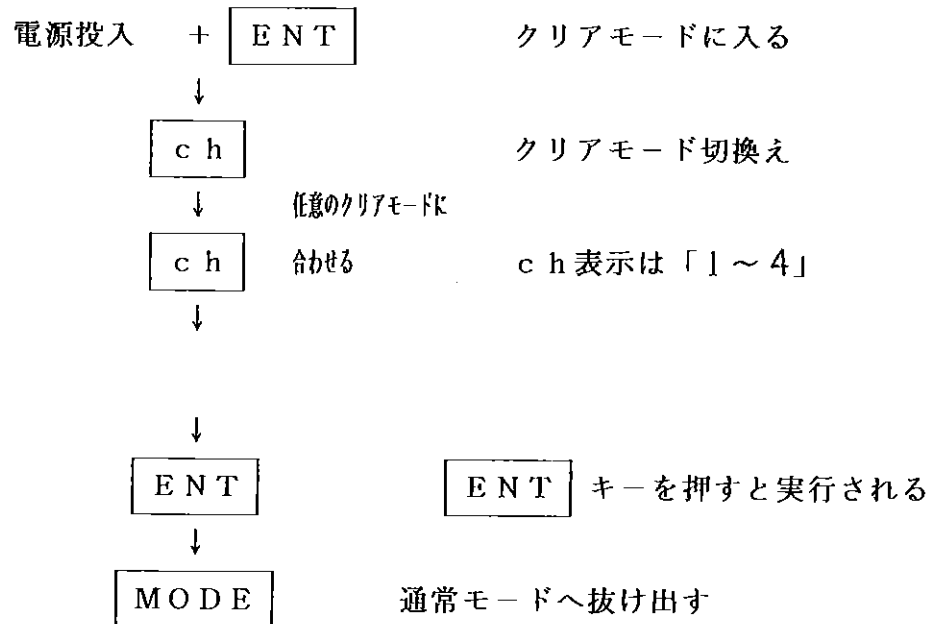 電源投入 + ENT クリアモードに入る
↓
ch クリアモード切換え
↓ 任意のクリアモードに
ch 合わせる ch表示は「1~4」
↓
↓
ENT ENT キーを押すと実行される
↓
MODE 通常モードへ抜け出す